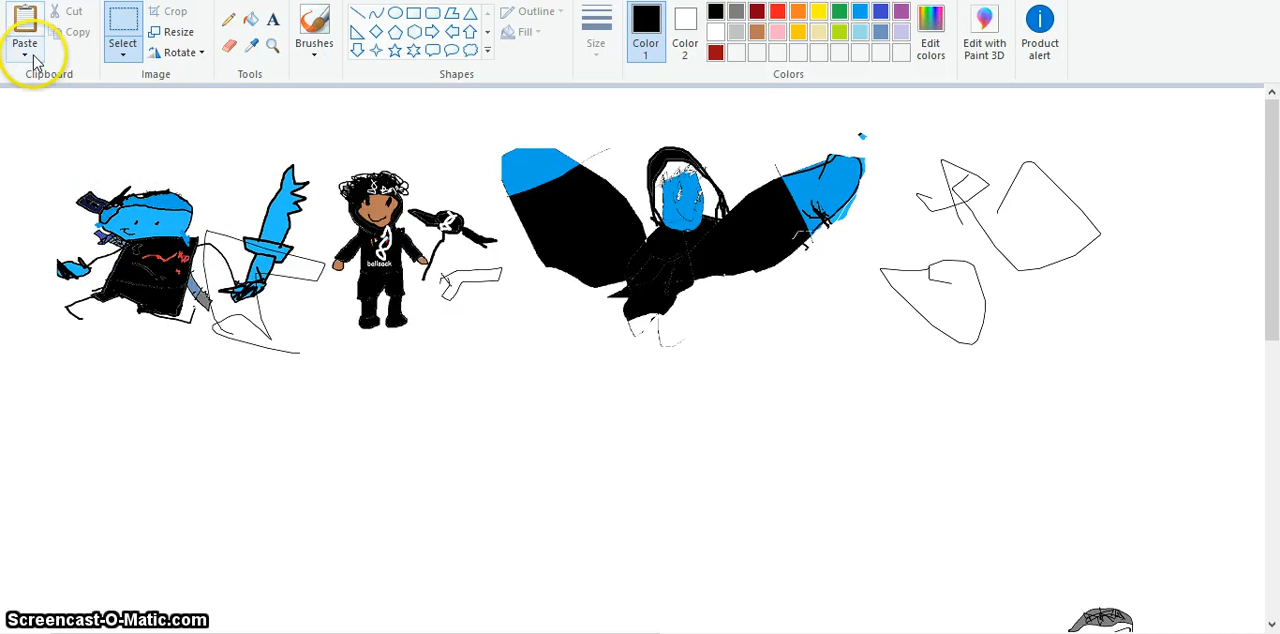 Paste
Cut
Copy
Clipboard
Select
Crop
Resize
Rotate
Image
A
Tools
Brushes
Shapes
Outline
Fill
Size
Color 1
Color 2
Colors
Edit colors
Edit with Paint 3D
i
Product alert
ballsack
Screencast-O-Matic.com